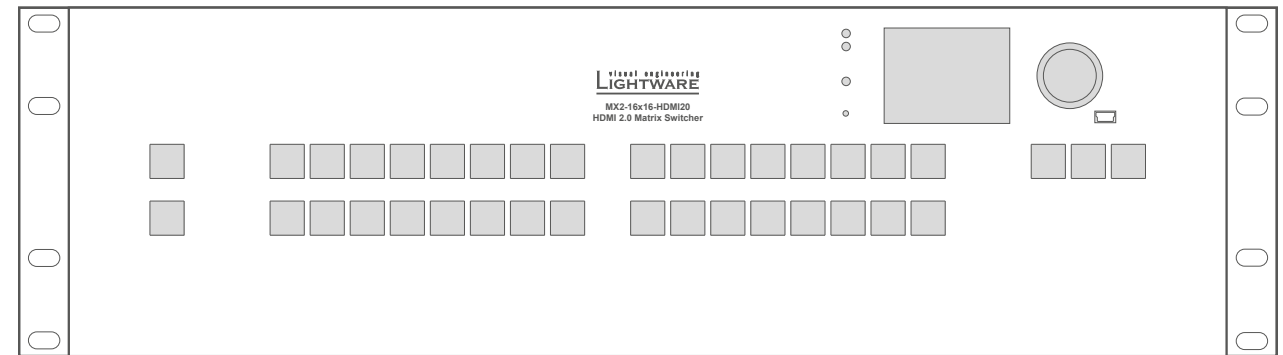 visual engineering
LIGHTWARE
MX2-16x16-HDMI20
HDMI 2.0 Matrix Switcher